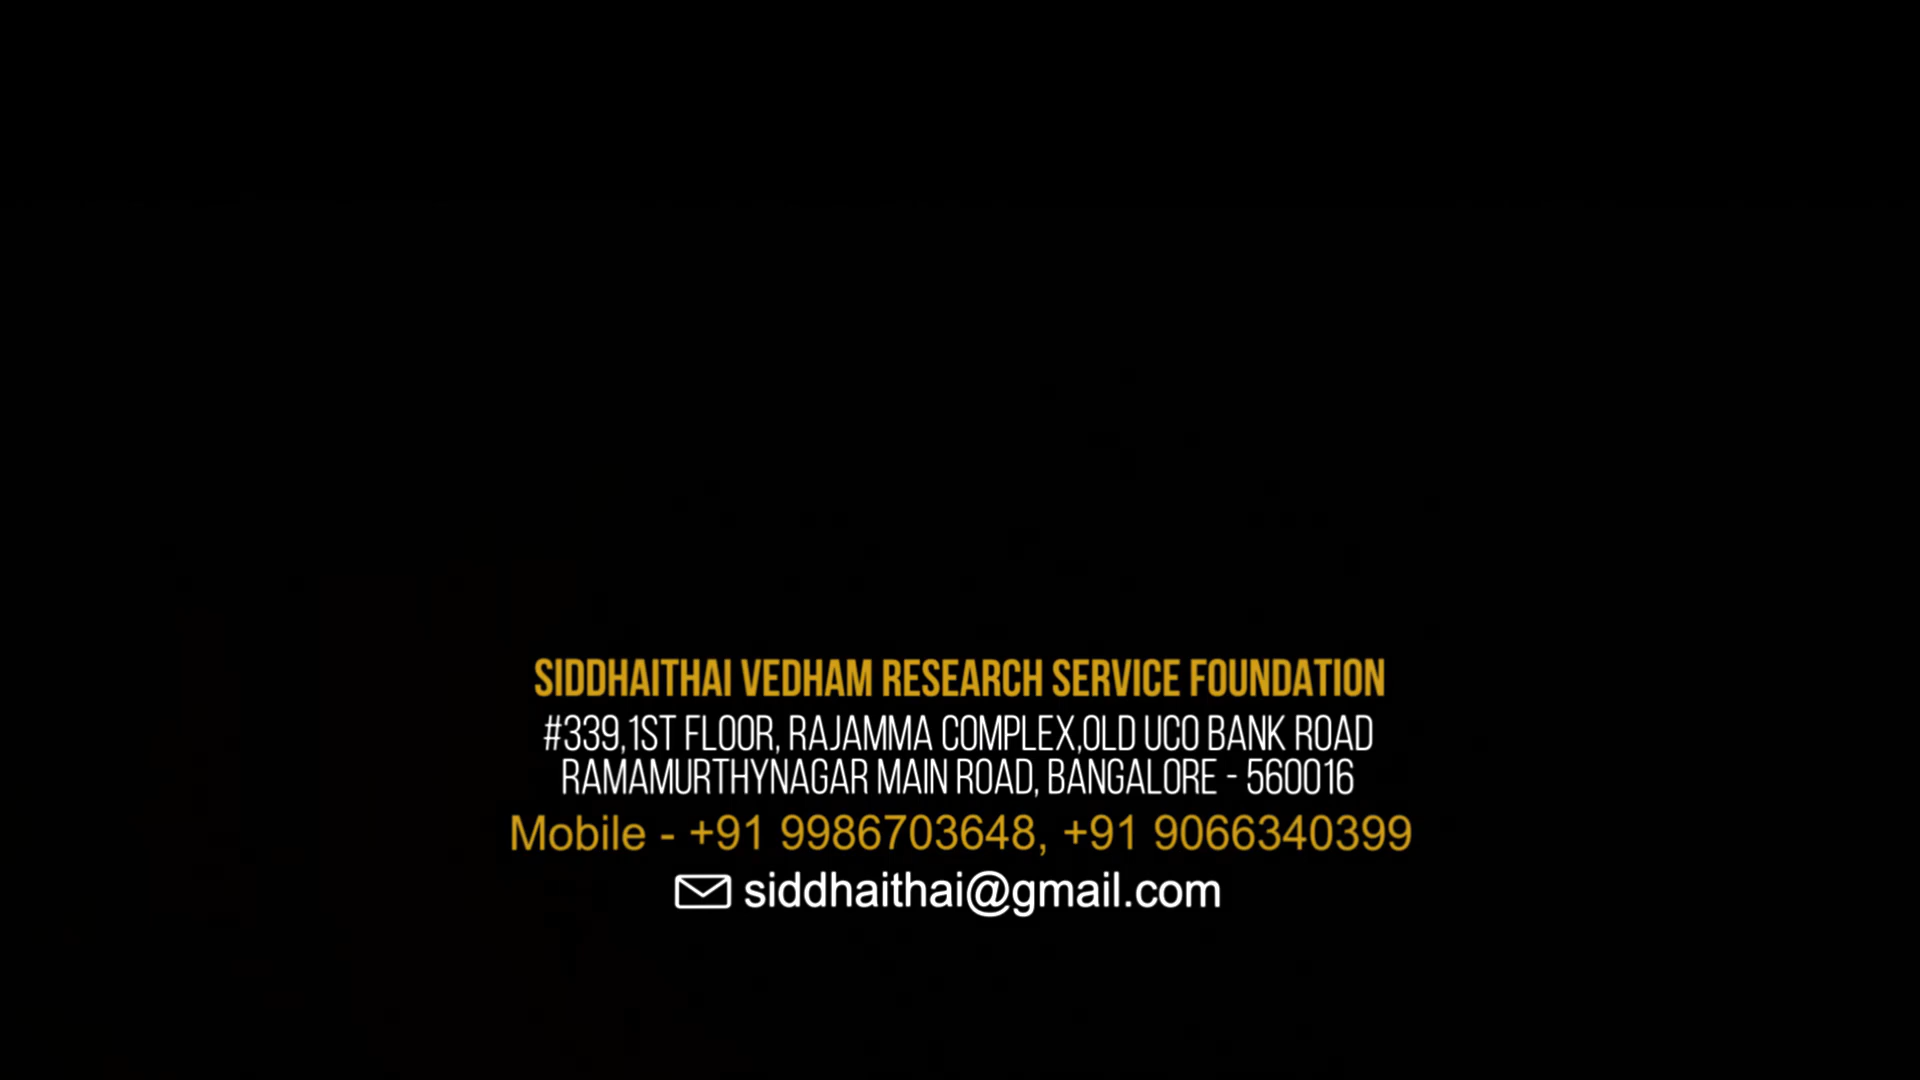 SIDDHAITHAI VEDHAM RESEARCH SERVICE FOUNDATION
#339,1ST FLOOR, RAJAMMA COMPLEX,OLD UCO BANK ROAD
RAMAMURTHYNAGAR MAIN ROAD, BANGALORE - 560016
Mobile - +91 9986703648, +91 9066340399
siddhaithai@gmail.com